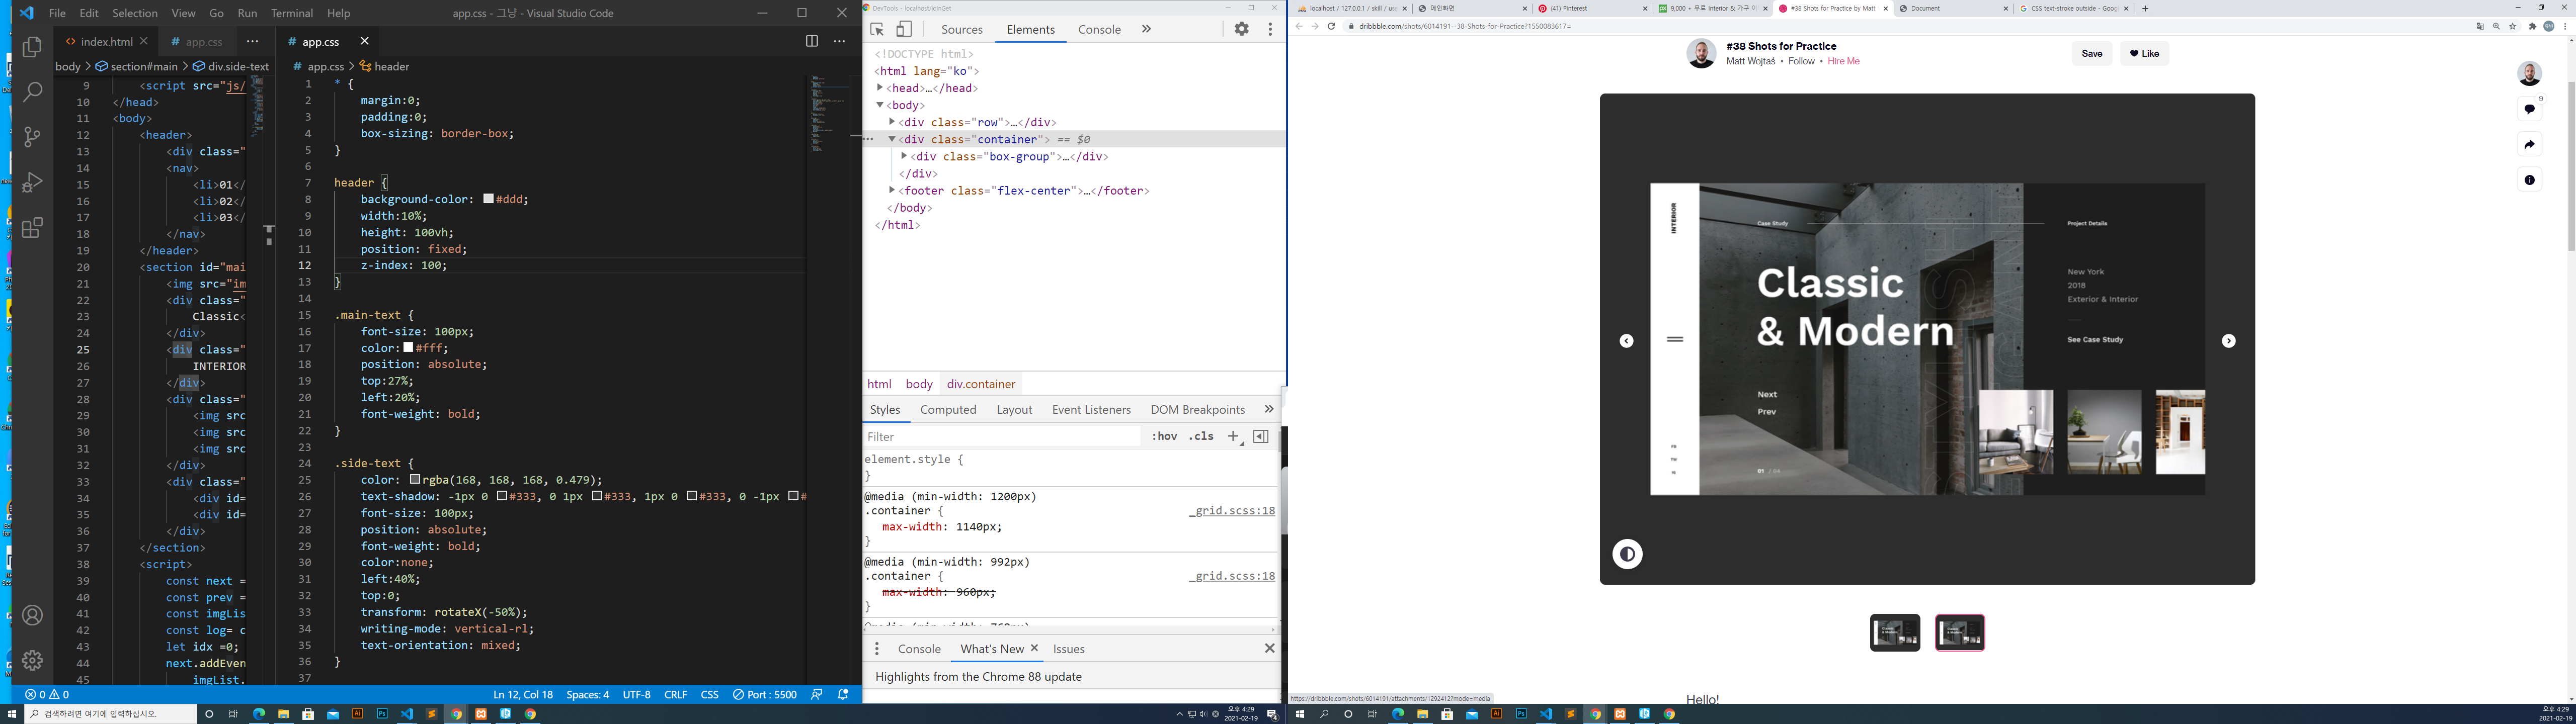 File Edit Selection View Go Run Terminal Help
app.css - 그냥 - Visual Studio Code
index.html
app.css
app.css
body > section#main > div.side-text
app.css > header
9 <script src="js/
10 </head>
11 <body>
12 <header>
13 <div class="
14 <nav>
15 <li>01</
16 <li>02</
17 <li>03</
18 </nav>
19 </header>
20 <section id="mai
21 <img src="im
22 <div class="
23 Classic<
24 </div>
25 <div class="
26 INTERIOR
27 </div>
28 <div class="
29 <img src
30 <img src
31 <img src
32 </div>
33 <div class="
34 <div id=
35 <div id=
36 </div>
37 </section>
38 <script>
39 const next =
40 const prev =
41 const imgLis
42 const log= c
43 let idx =0;
44 next.addEven
45 imgList.
1 * {
2 margin:0;
3 padding:0;
4 box-sizing: border-box;
5 }
6
7 header {
8 background-color: #ddd;
9 width:10%;
10 height: 100vh;
11 position: fixed;
12 z-index: 100;
13 }
14
15 .main-text {
16 font-size: 100px;
17 color: #fff;
18 position: absolute;
19 top:27%;
20 left:20%;
21 font-weight: bold;
22 }
23
24 .side-text {
25 color: rgba(168, 168, 168, 0.479);
26 text-shadow: -1px 0 #333, 0 1px #333, 1px 0 #333, 0 -1px #
27 font-size: 100px;
28 position: absolute;
29 font-weight: bold;
30 color:none;
31 left:40%;
32 top:0;
33 transform: rotateX(-50%);
34 writing-mode: vertical-rl;
35 text-orientation: mixed;
36 }
37
0 0 Ln 12, Col 18 Spaces: 4 UTF-8 CRLF CSS Port : 5500
검색하려면 여기에 입력하십시오.
오후 4:29
2021-02-19
DevTools - localhost/joinGet
Sources Elements Console »
<!DOCTYPE html>
<html lang="ko">
<head>…</head>
<body>
<div class="row">…</div>
<div class="container"> == $0
<div class="box-group">…</div>
</div>
<footer class="flex-center">…</footer>
</body>
</html>
html body div.container
Styles Computed Layout Event Listeners DOM Breakpoints »
Filter :hov .cls +
element.style {
}
@media (min-width: 1200px)
.container { _grid.scss:18
max-width: 1140px;
}
@media (min-width: 992px)
.container { _grid.scss:18
max-width: 960px;
}
Console What's New Issues
Highlights from the Chrome 88 update
localhost / 127.0.0.1 / skill / use
메인화면
(41) Pinterest
9,000 + 무료 Interior & 가구 이
#38 Shots for Practice by Matt
Document
CSS text-stroke outside - Goog
dribbble.com/shots/6014191--38-Shots-for-Practice?1550083617=
#38 Shots for Practice
Matt Wojtaś • Follow • Hire Me
Save
Like
9
INTERIOR
Case Study
Project Details
Classic
& Modern
New York
2018
Exterior & Interior
See Case Study
Next
Prev
01 / 06
Hello!
https://dribbble.com/shots/6014191/attachments/1292412?mode=media
오후 4:29
2021-02-19